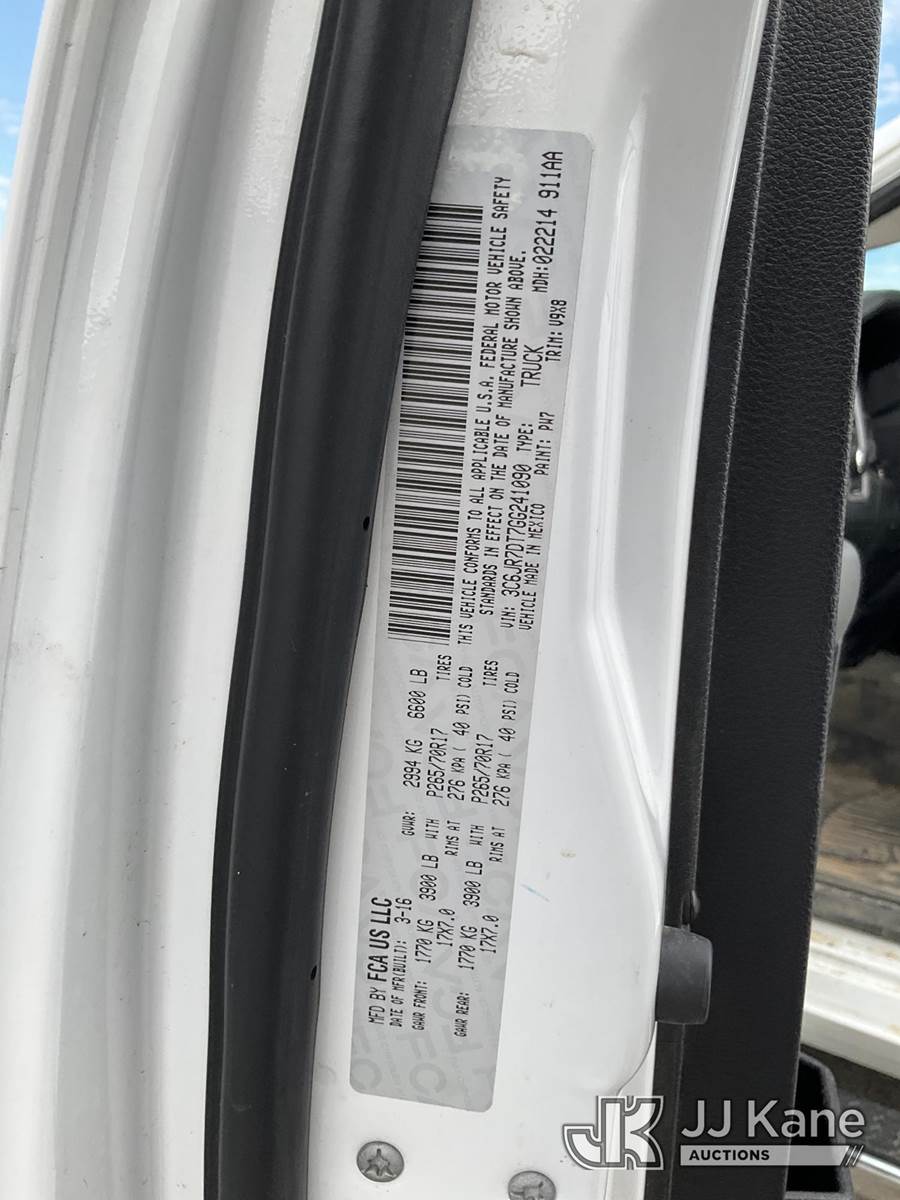 MFD BY FCA US LLC
DATE OF MFR(BUILT): 3-16 GVWR: 2994 KG 6600 LB
GAWR FRONT: 1770 KG 3900 LB WITH P265/70R17 TIRES
17X7.0 RIMS AT 276 KPA ( 40 PSI) COLD
GAWR REAR: 1770 KG 3900 LB WITH P265/70R17 TIRES
17X7.0 RIMS AT 276 KPA ( 40 PSI) COLD
THIS VEHICLE CONFORMS TO ALL APPLICABLE U.S.A. FEDERAL MOTOR VEHICLE SAFETY
STANDARDS IN EFFECT ON THE DATE OF MANUFACTURE SHOWN ABOVE.
VIN: 3C6JR7DT7GG241090 TYPE: TRUCK MDH:022214 911AA
VEHICLE MADE IN MEXICO PAINT: PW7 TRIM: V9X8
JK JJ Kane
AUCTIONS